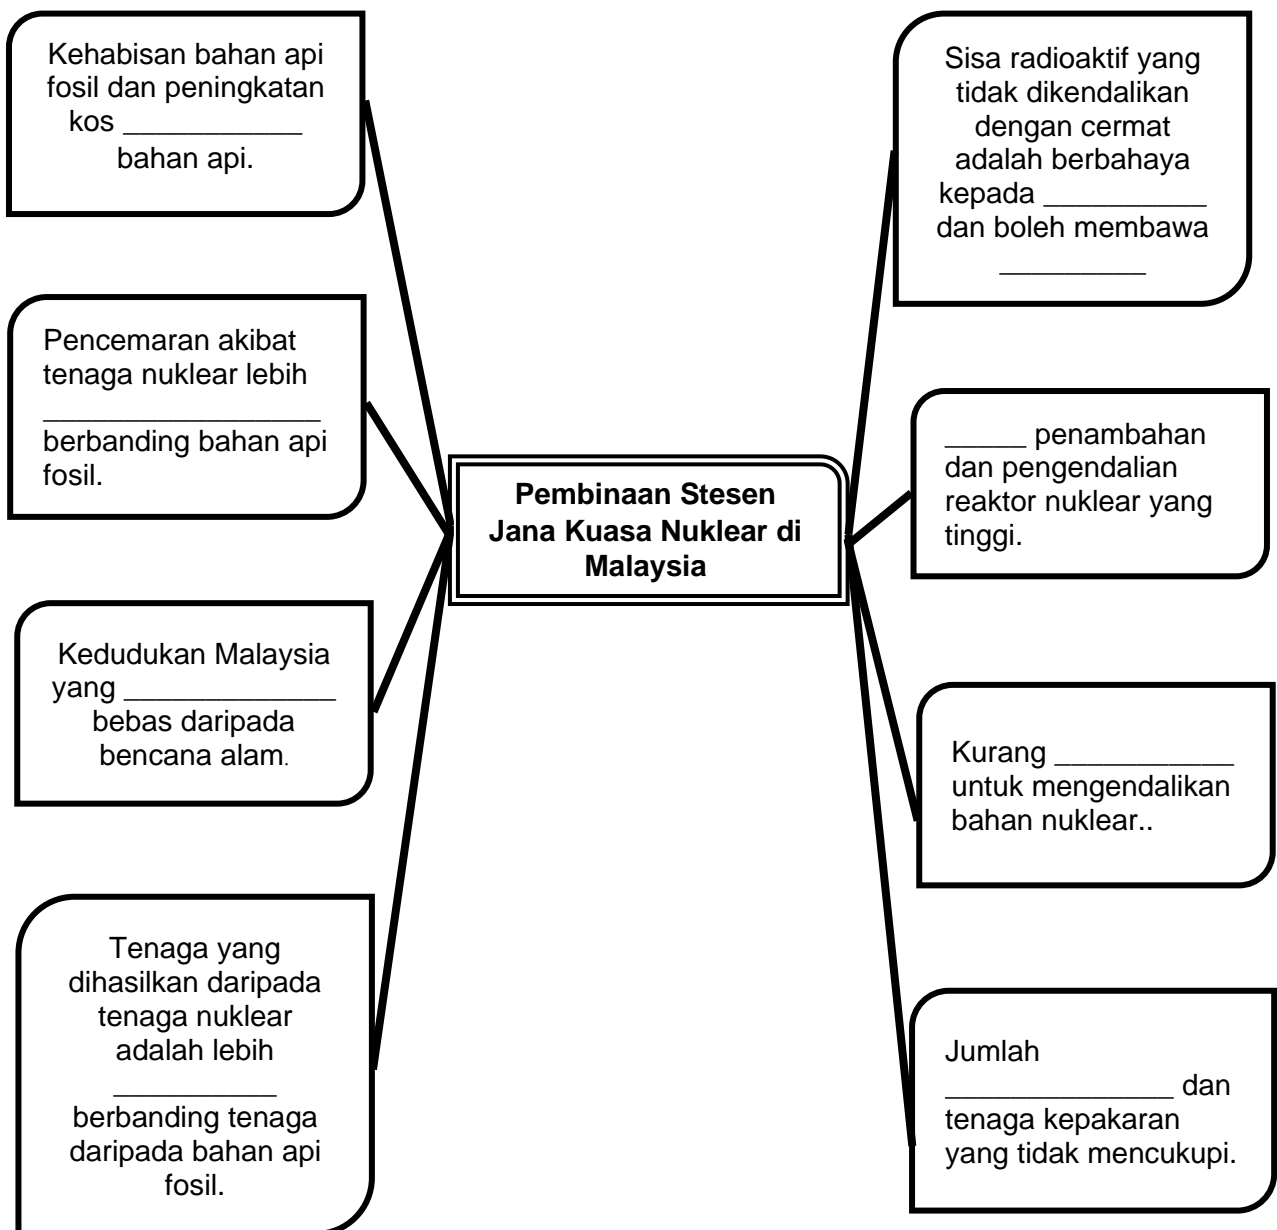 Kehabisan bahan api
fosil dan peningkatan
kos ___________
bahan api.
Pencemaran akibat
tenaga nuklear lebih
_________________
berbanding bahan api
fosil.
Kedudukan Malaysia
yang _____________
bebas daripada
bencana alam.
Tenaga yang
dihasilkan daripada
tenaga nuklear
adalah lebih
__________
berbanding tenaga
daripada bahan api
fosil.
Pembinaan Stesen
Jana Kuasa Nuklear di
Malaysia
Sisa radioaktif yang
tidak dikendalikan
dengan cermat
adalah berbahaya
kepada __________
dan boleh membawa
_________
_____ penambahan
dan pengendalian
reaktor nuklear yang
tinggi.
Kurang ___________
untuk mengendalikan
bahan nuklear..
Jumlah
______________ dan
tenaga kepakaran
yang tidak mencukupi.